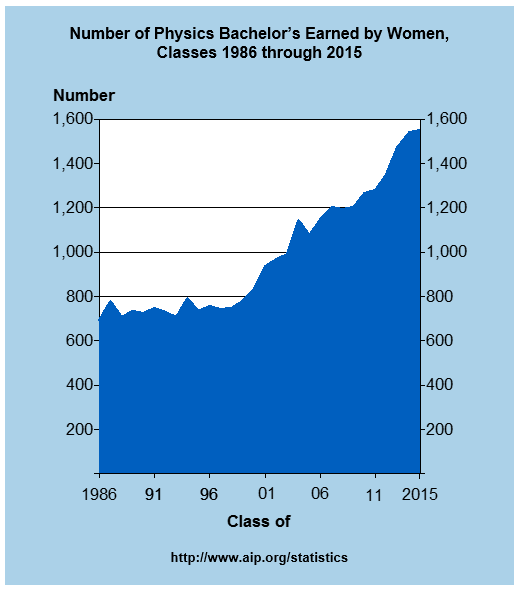 Number of Physics Bachelor's Earned by Women,
Classes 1986 through 2015
Number
1,600 1,600
1,400 1,400
1,200 1,200
1,000 1,000
800 800
600 600
400 400
200 200
1986 91 96 01 06 11 2015
Class of
http://www.aip.org/statistics